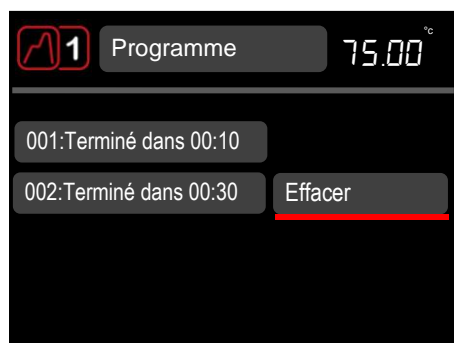 1 Programme 75.00 °c
001:Terminé dans 00:10
002:Terminé dans 00:30 Effacer